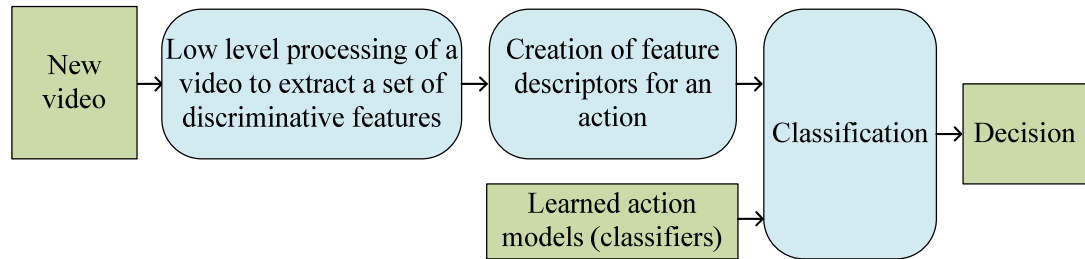 New
video
Low level processing of a
video to extract a set of
discriminative features
Creation of feature
descriptors for an
action
Learned action
models (classifiers)
Classification
Decision